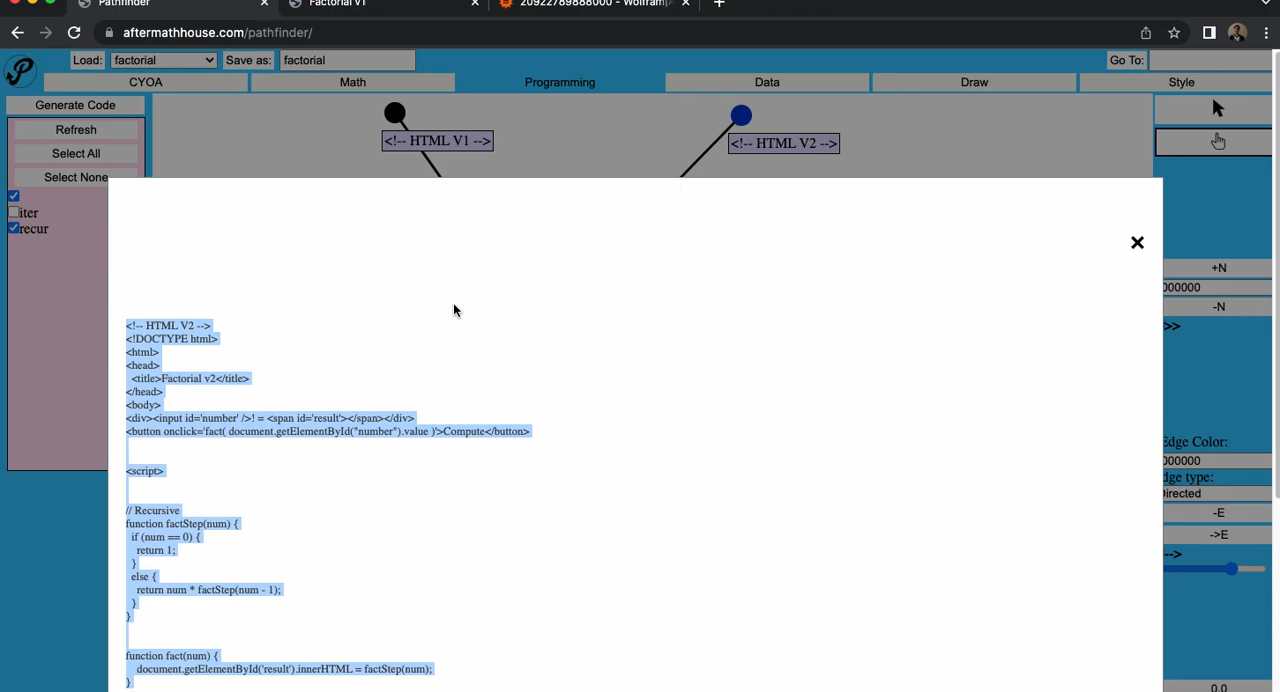 Pathfinder × Factorial v1 × 20922789888000 - Wolfram|A × +
aftermathhouse.com/pathfinder/
Load: factorial Save as: factorial Go To:
CYOA Math Programming Data Draw Style
Generate Code
Refresh
Select All
Select None
iter
recur
<!-- HTML V1 -->
<!-- HTML V2 -->
×
<!-- HTML V2 -->
<!DOCTYPE html>
<html>
<head>
<title>Factorial v2</title>
</head>
<body>
<div><input id='number' />! = <span id='result'></span></div>
<button onclick='fact( document.getElementById("number").value )'>Compute</button>
<script>
// Recursive
function factStep(num) {
if (num == 0) {
return 1;
}
else {
return num * factStep(num - 1);
}
}
function fact(num) {
document.getElementById('result').innerHTML = factStep(num);
}
+N
000000
-N
>>
Edge Color:
000000
dge type:
Directed
-E
->E
-->
0.0